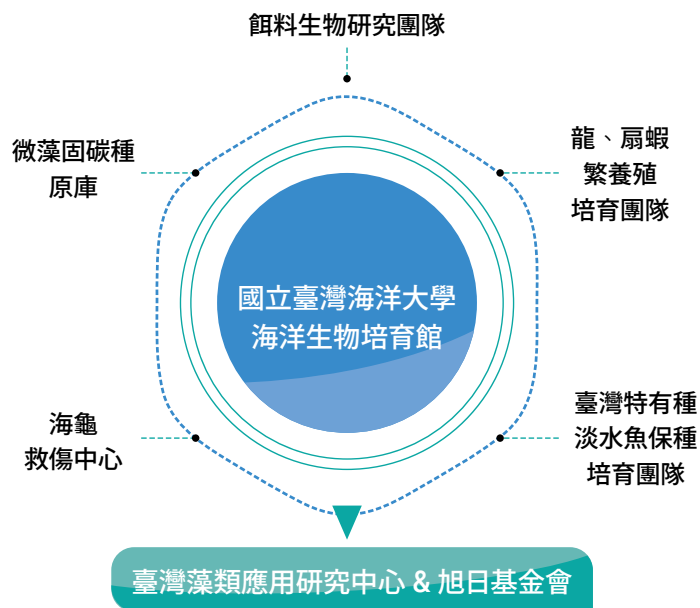 餌料生物研究團隊
微藻固碳種
原庫
龍、扇蝦
繁養殖
培育團隊
國立臺灣海洋大學
海洋生物培育館
海龜
救傷中心
臺灣特有種
淡水魚保種
培育團隊
臺灣藻類應用研究中心 & 旭日基金會